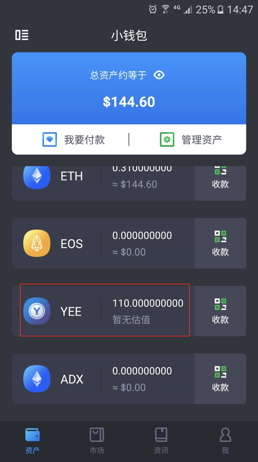 4G 25% 14:47
小钱包
总资产约等于
$144.60
我要付款 管理资产
ETH 0.310000000
≈ $144.60 收款
EOS 0.000000000
≈ $0.00 收款
YEE 110.000000000
暂无估值 收款
ADX 0.000000000
≈ $0.00 收款
资产 市场 资讯 我